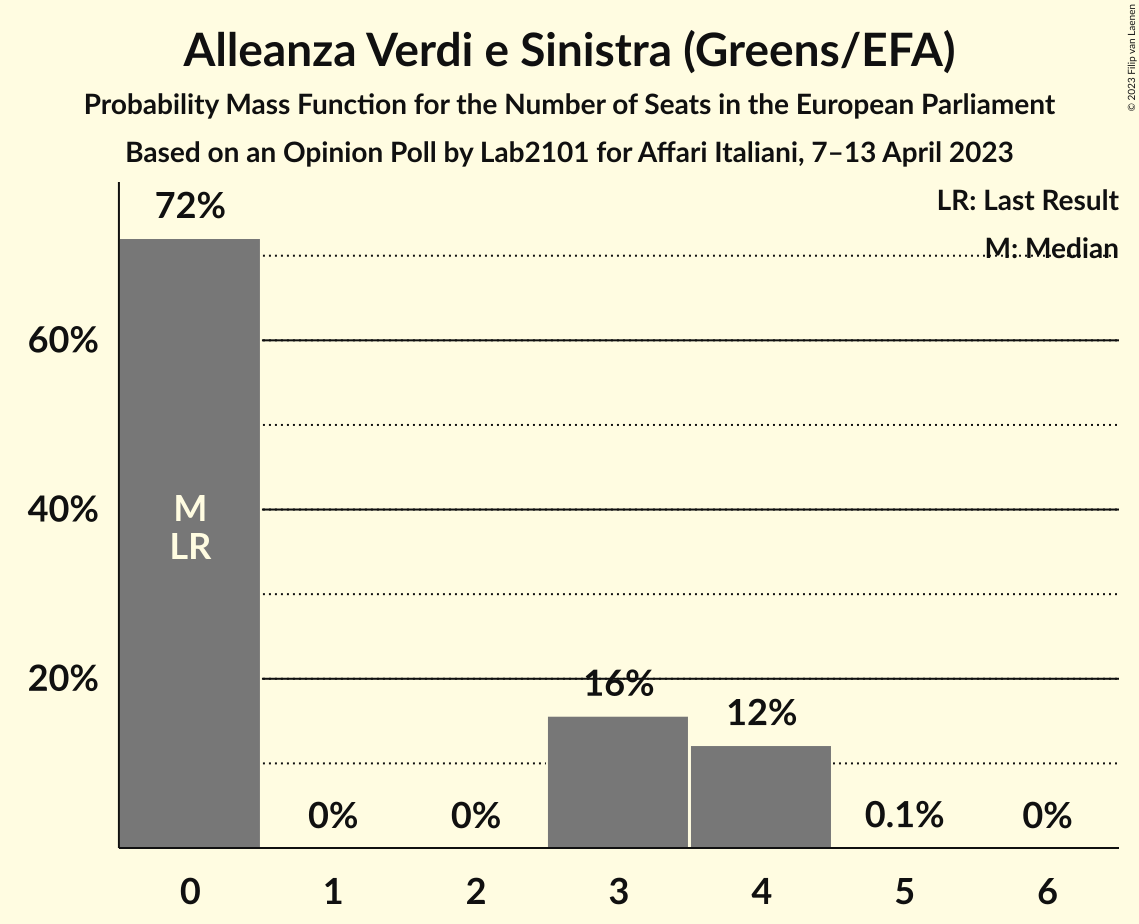 Alleanza Verdi e Sinistra (Greens/EFA)
Probability Mass Function for the Number of Seats in the European Parliament
Based on an Opinion Poll by Lab2101 for Affari Italiani, 7–13 April 2023
© 2023 Filip van Laenen
LR: Last Result
M: Median
72%
60%
40%
20%
M
LR
0%
0%
16%
12%
0.1%
0%
0 1 2 3 4 5 6